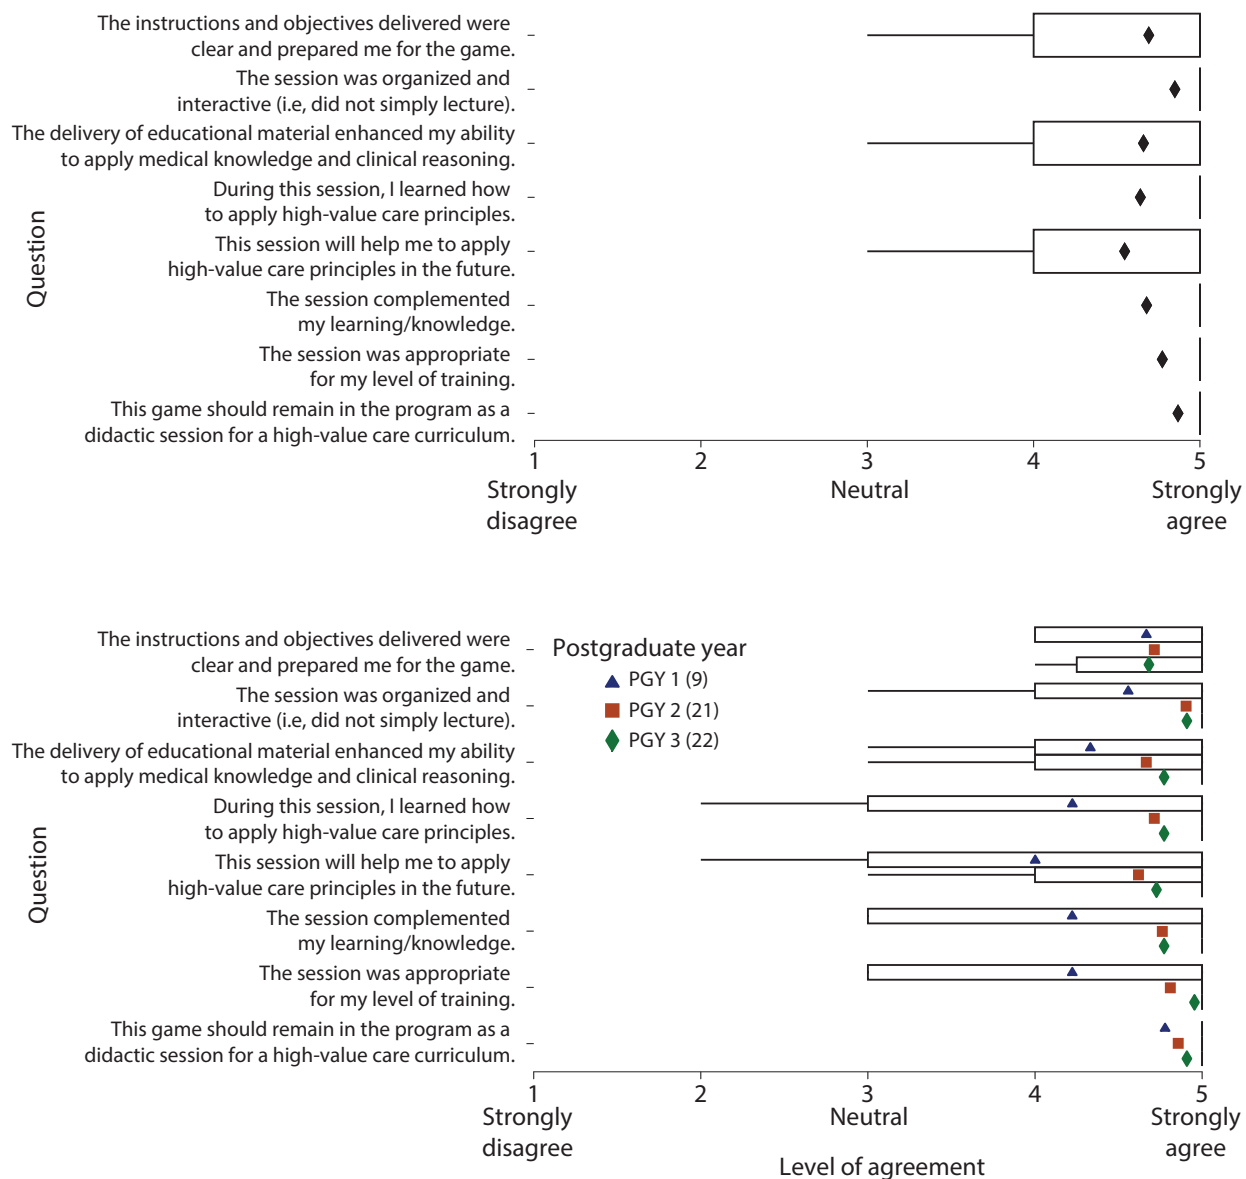 The instructions and objectives delivered were
clear and prepared me for the game.
The session was organized and
interactive (i.e, did not simply lecture).
The delivery of educational material enhanced my ability
to apply medical knowledge and clinical reasoning.
During this session, I learned how
to apply high-value care principles.
This session will help me to apply
high-value care principles in the future.
The session complemented
my learning/knowledge.
The session was appropriate
for my level of training.
This game should remain in the program as a
didactic session for a high-value care curriculum.
Question
1 2 3 4 5
Strongly disagree
Neutral
Strongly agree
The instructions and objectives delivered were
clear and prepared me for the game.
The session was organized and
interactive (i.e, did not simply lecture).
The delivery of educational material enhanced my ability
to apply medical knowledge and clinical reasoning.
During this session, I learned how
to apply high-value care principles.
This session will help me to apply
high-value care principles in the future.
The session complemented
my learning/knowledge.
The session was appropriate
for my level of training.
This game should remain in the program as a
didactic session for a high-value care curriculum.
Question
Postgraduate year
PGY 1 (9)
PGY 2 (21)
PGY 3 (22)
1 2 3 4 5
Strongly disagree
Neutral
Strongly agree
Level of agreement